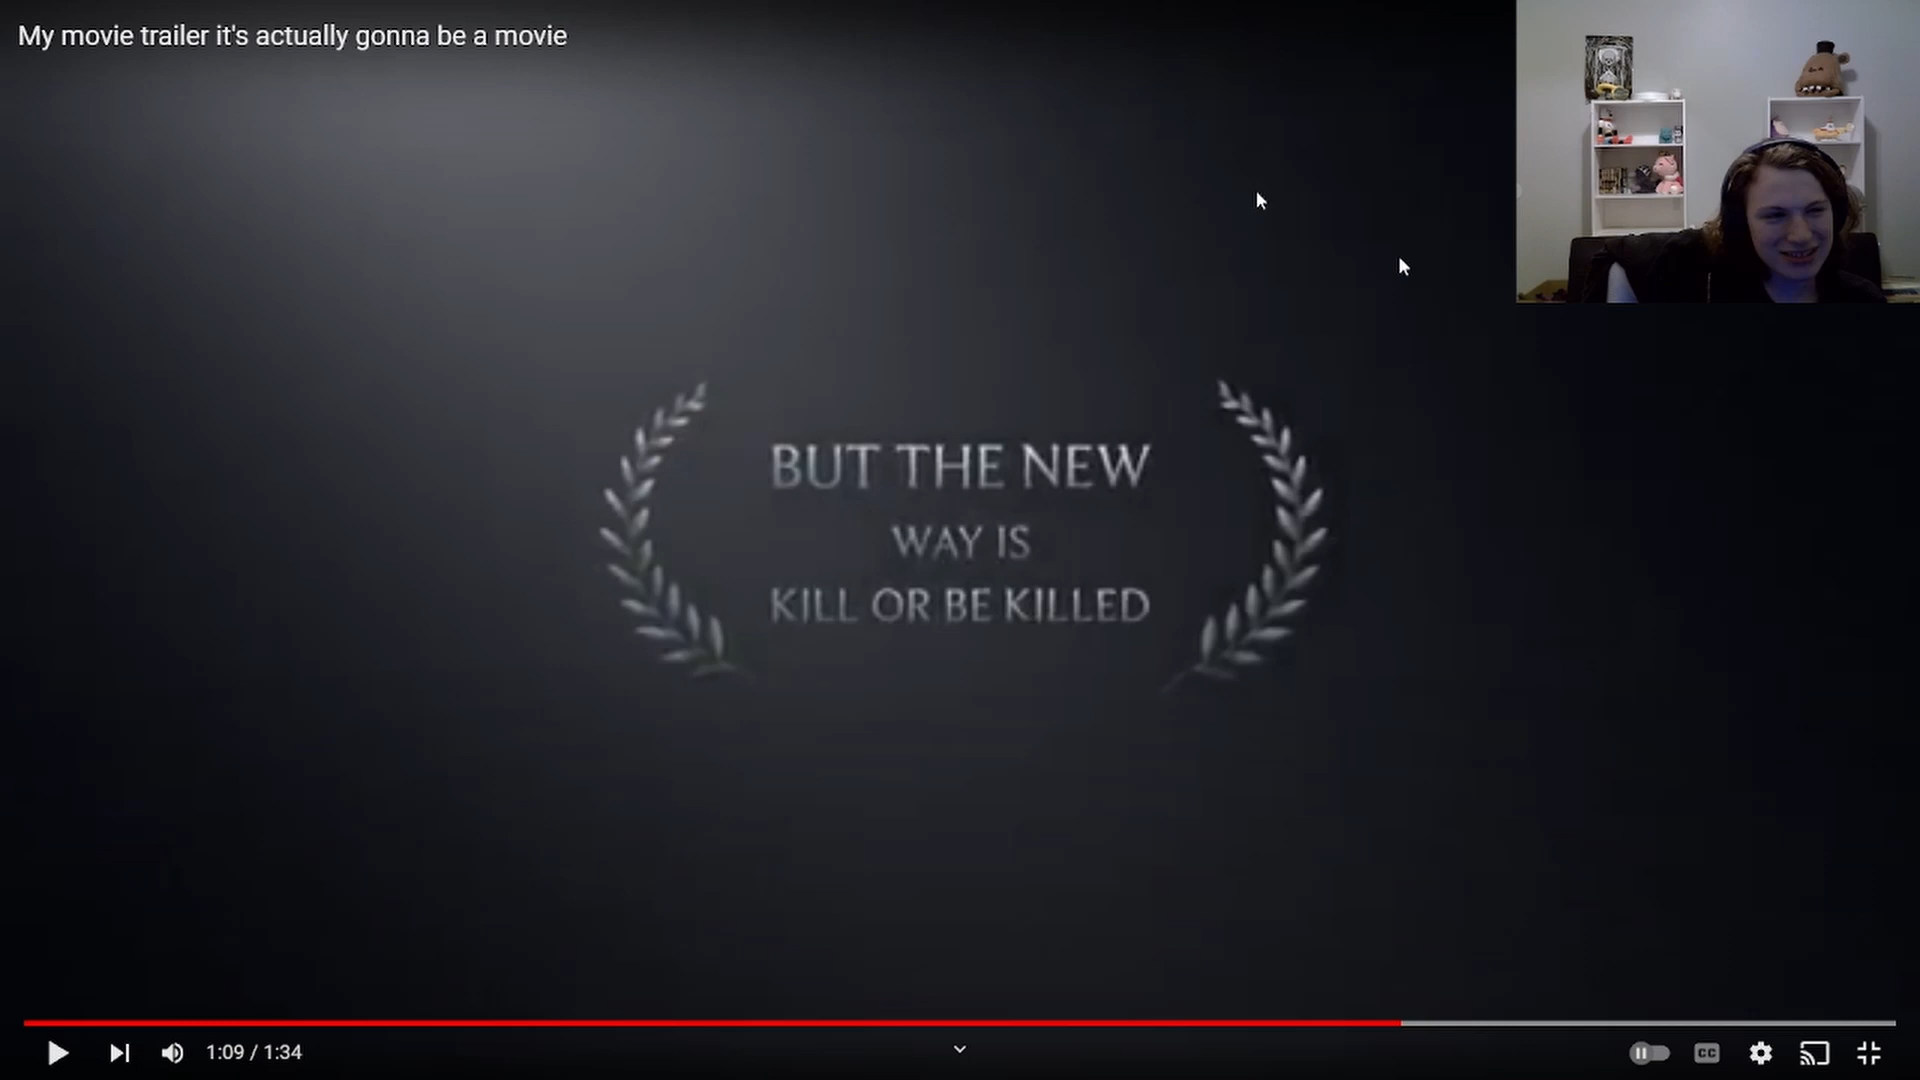 My movie trailer it's actually gonna be a movie
BUT THE NEW
WAY IS
KILL OR BE KILLED
1:09 / 1:34
CC